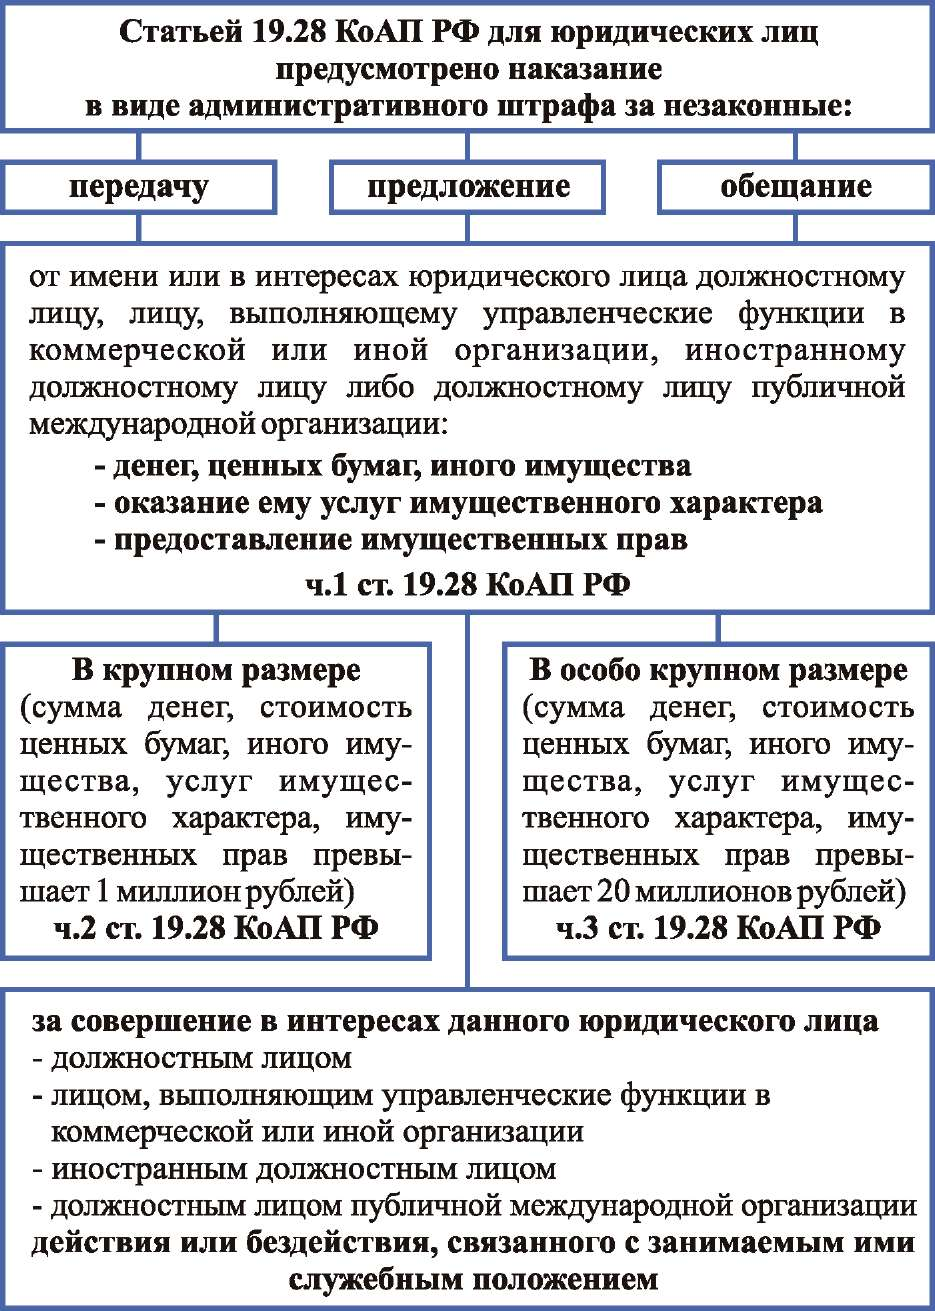 Статьей 19.28 КоАП РФ для юридических лиц
предусмотрено наказание
в виде административного штрафа за незаконные:
передачу
предложение
обещание
от имени или в интересах юридического лица должностному
лицу, лицу, выполняющему управленческие функции в
коммерческой или иной организации, иностранному
должностному лицу либо должностному лицу публичной
международной организации:
- денег, ценных бумаг, иного имущества
- оказание ему услуг имущественного характера
- предоставление имущественных прав
ч.1 ст. 19.28 КоАП РФ
В крупном размере
(сумма денег, стоимость
ценных бумаг, иного иму-
щества, услуг имущес-
твенного характера, иму-
щественных прав превы-
шает 1 миллион рублей)
ч.2 ст. 19.28 КоАП РФ
В особо крупном размере
(сумма денег, стоимость
ценных бумаг, иного иму-
щества, услуг имущес-
твенного характера, иму-
щественных прав превы-
шает 20 миллионов рублей)
ч.3 ст. 19.28 КоАП РФ
за совершение в интересах данного юридического лица
- должностным лицом
- лицом, выполняющим управленческие функции в
коммерческой или иной организации
- иностранным должностным лицом
- должностным лицом публичной международной организации
действия или бездействия, связанного с занимаемым ими
служебным положением